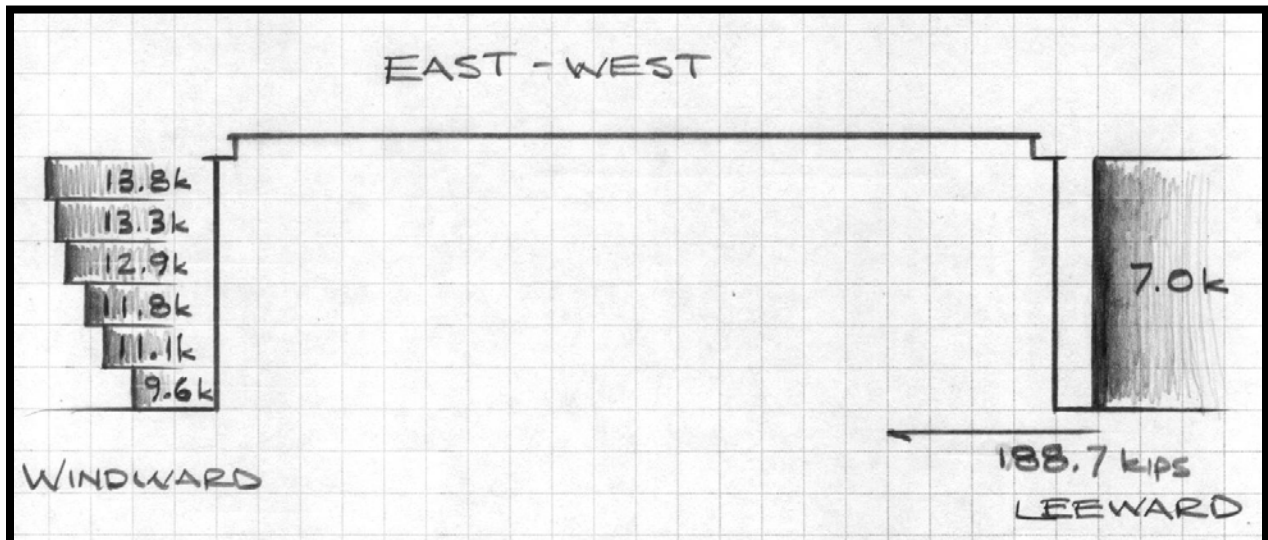 EAST - WEST
13.8k
13.3k
12.9k
11.8k
11.1k
9.6k
WINDWARD
7.0k
188.7 kips
LEEWARD